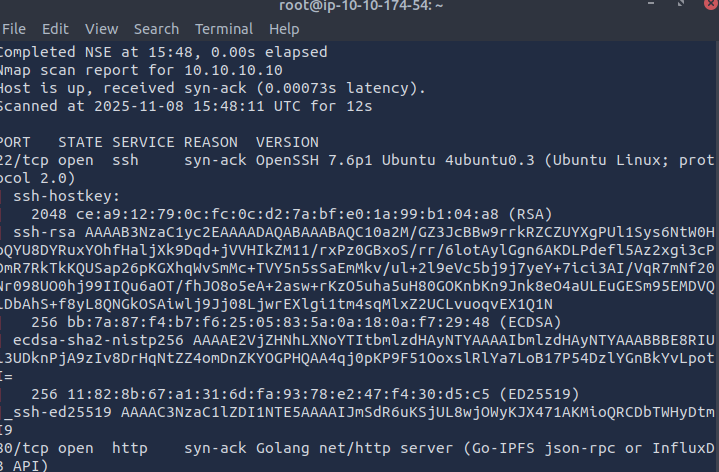 root@ip-10-10-174-54: ~
File Edit View Search Terminal Help
Completed NSE at 15:48, 0.00s elapsed
Nmap scan report for 10.10.10.10
Host is up, received syn-ack (0.00073s latency).
Scanned at 2025-11-08 15:48:11 UTC for 12s
PORT   STATE SERVICE REASON  VERSION
22/tcp open  ssh     syn-ack OpenSSH 7.6p1 Ubuntu 4ubuntu0.3 (Ubuntu Linux; prot
ocol 2.0)
| ssh-hostkey:
|   2048 ce:a9:12:79:0c:fc:0c:d2:7a:bf:e0:1a:99:b1:04:a8 (RSA)
| ssh-rsa AAAAB3NzaC1yc2EAAAADAQABAAABAQC10a2M/GZ3JcBBw9rrkRZCZUYXgPUl1Sys6NtW0H
oQYU8DYRuxYOhfHaljXk9Dqd+jVVHIkZM11/rxPz0GBxoS/rr/6lotAylGgn6AKDLPdefl5Az2xgi3cP
DmR7RkTkKQUSap26pKGXhqWvSmMc+TVY5n5sSaEmMkv/ul+2l9eVc5bj9j7yeY+7ici3AI/VqR7mNf20
Nr098UO0hj99IIQu6aOT/fhJO8o5eA+2asw+rKzO5uha5uH80GOKnbKn9Jnk8eO4aULEuGESm95EMDVQ
LDbAhS+f8yL8QNGkOSAiwlj9Jj08LjwrEXlgi1tm4sqMlxZ2UCLvuoqvEX1Q1N
|   256 bb:7a:87:f4:b7:f6:25:05:83:5a:0a:18:0a:f7:29:48 (ECDSA)
| ecdsa-sha2-nistp256 AAAAE2VjZHNhLXNoYTItbmlzdHAyNTYAAAAIbmlzdHAyNTYAAABBBE8RIU
L3UDknPjA9zIv8DrHqNtZZ4omDnZKYOGPHQAA4qj0pKP9F51OoxslRlYa7LoB17P54DzlYGnBkYvLpot
I=
|   256 11:82:8b:67:a1:31:6d:fa:93:78:e2:47:f4:30:d5:c5 (ED25519)
|_ssh-ed25519 AAAAC3NzaC1lZDI1NTE5AAAAIJmSdR6uKSjUL8wjOWyKJX471AKMioQRCDbTWHyDtm
I9
80/tcp open  http    syn-ack Golang net/http server (Go-IPFS json-rpc or InfluxD
B API)